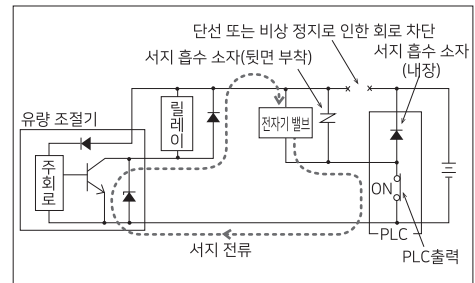 단선 또는 비상 정지로 인한 회로 차단
서지 흡수 소자(뒷면 부착)
서지 흡수 소자
(내장)
유량 조절기
릴레이
전자기 밸브
주회로
ON
PLC
PLC출력
서지 전류